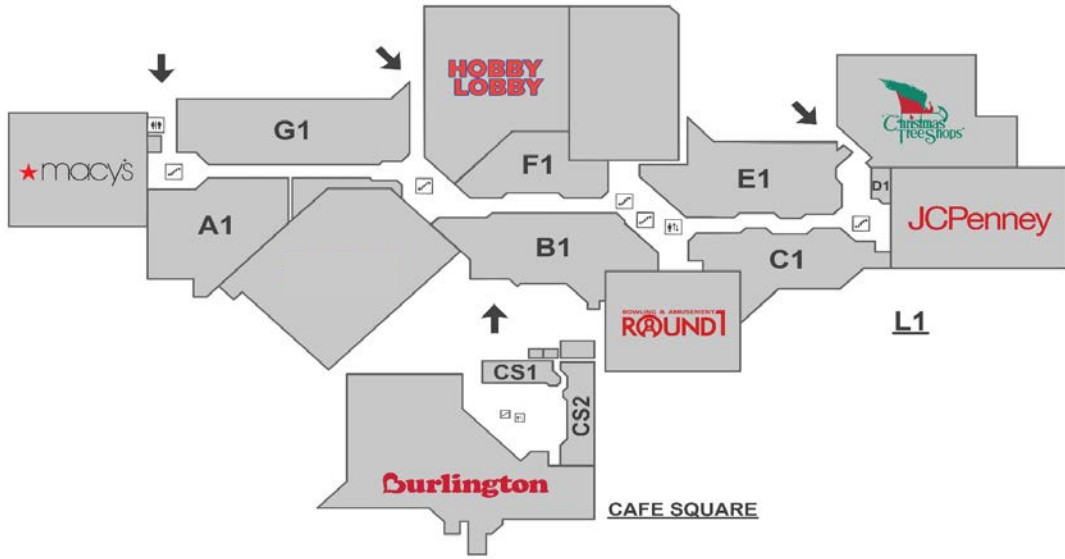 HOBBY
LOBBY
G1
macy's
Christmas
Tree Shops
F1
E1
D1
A1
JCPenney
B1
C1
BOWLING & AMUSEMENT
ROUND1
L1
CS1
CS2
Burlington
CAFE SQUARE